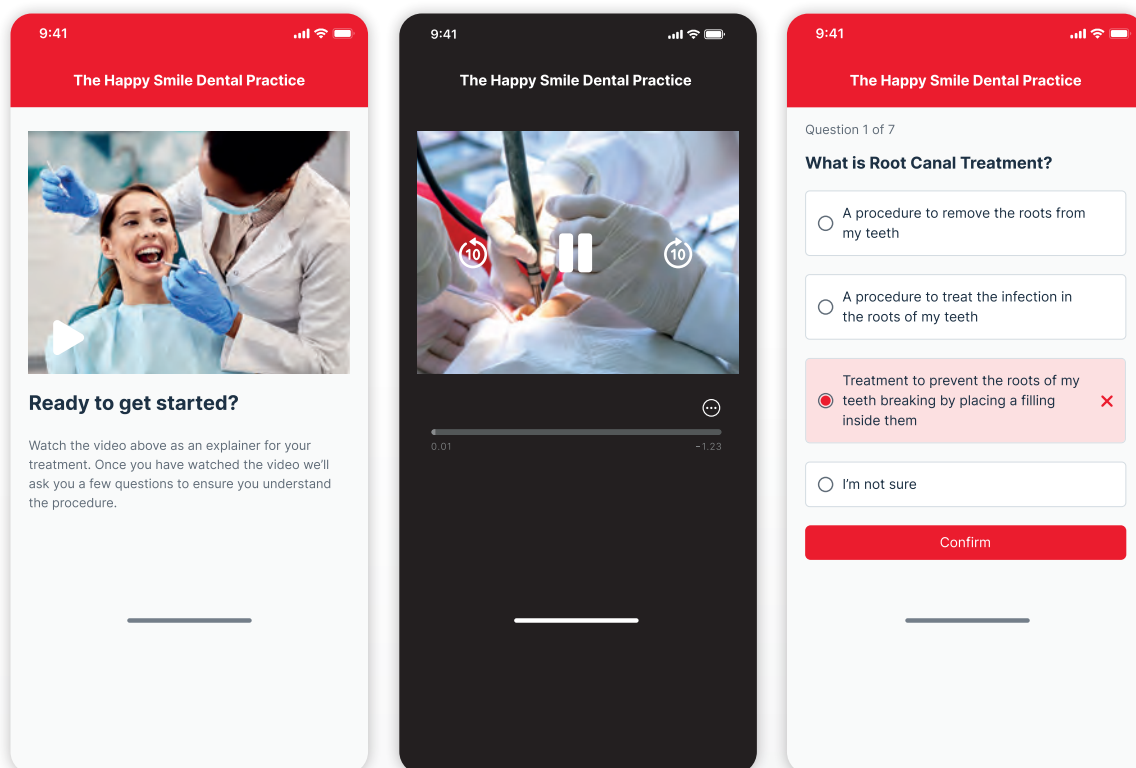 9:41
The Happy Smile Dental Practice
Ready to get started?
Watch the video above as an explainer for your
treatment. Once you have watched the video we'll
ask you a few questions to ensure you understand
the procedure.
9:41
The Happy Smile Dental Practice
10
10
0.01
−1.23
9:41
The Happy Smile Dental Practice
Question 1 of 7
What is Root Canal Treatment?
A procedure to remove the roots from
my teeth
A procedure to treat the infection in
the roots of my teeth
Treatment to prevent the roots of my
teeth breaking by placing a filling
inside them
I'm not sure
Confirm